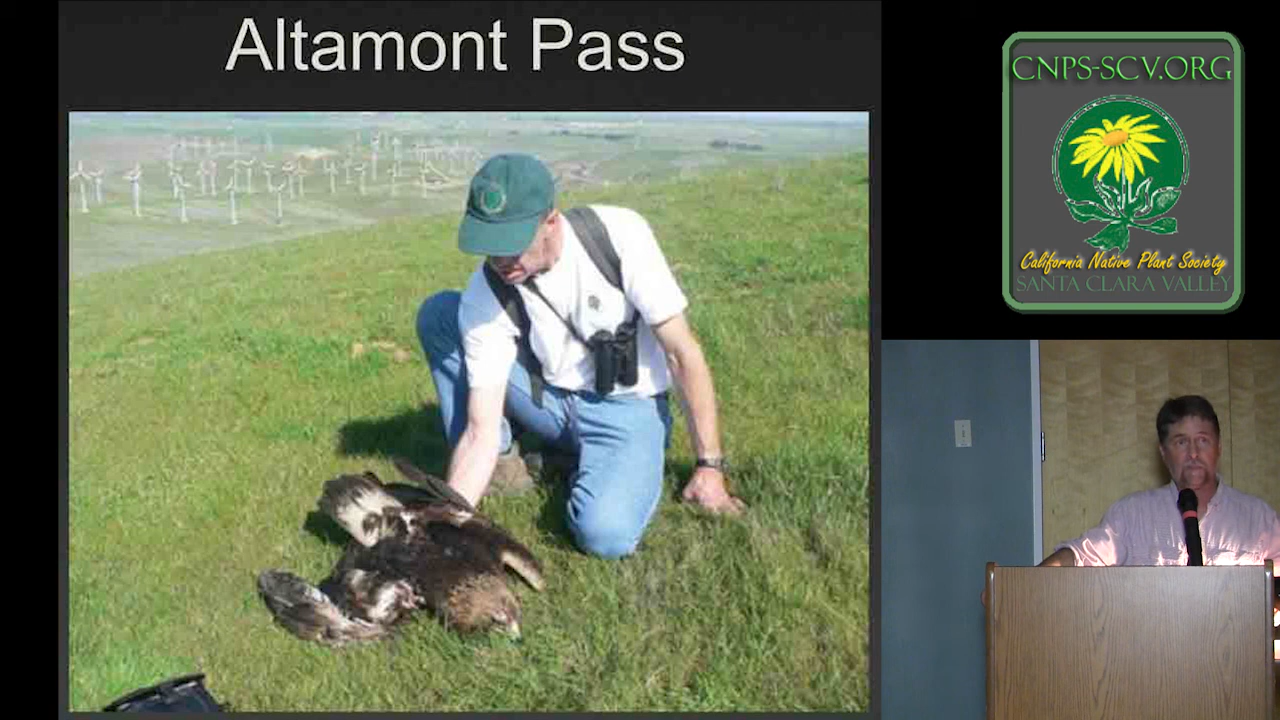 Altamont Pass
CNPS-SCV.ORG
California Native Plant Society
SANTA CLARA VALLEY